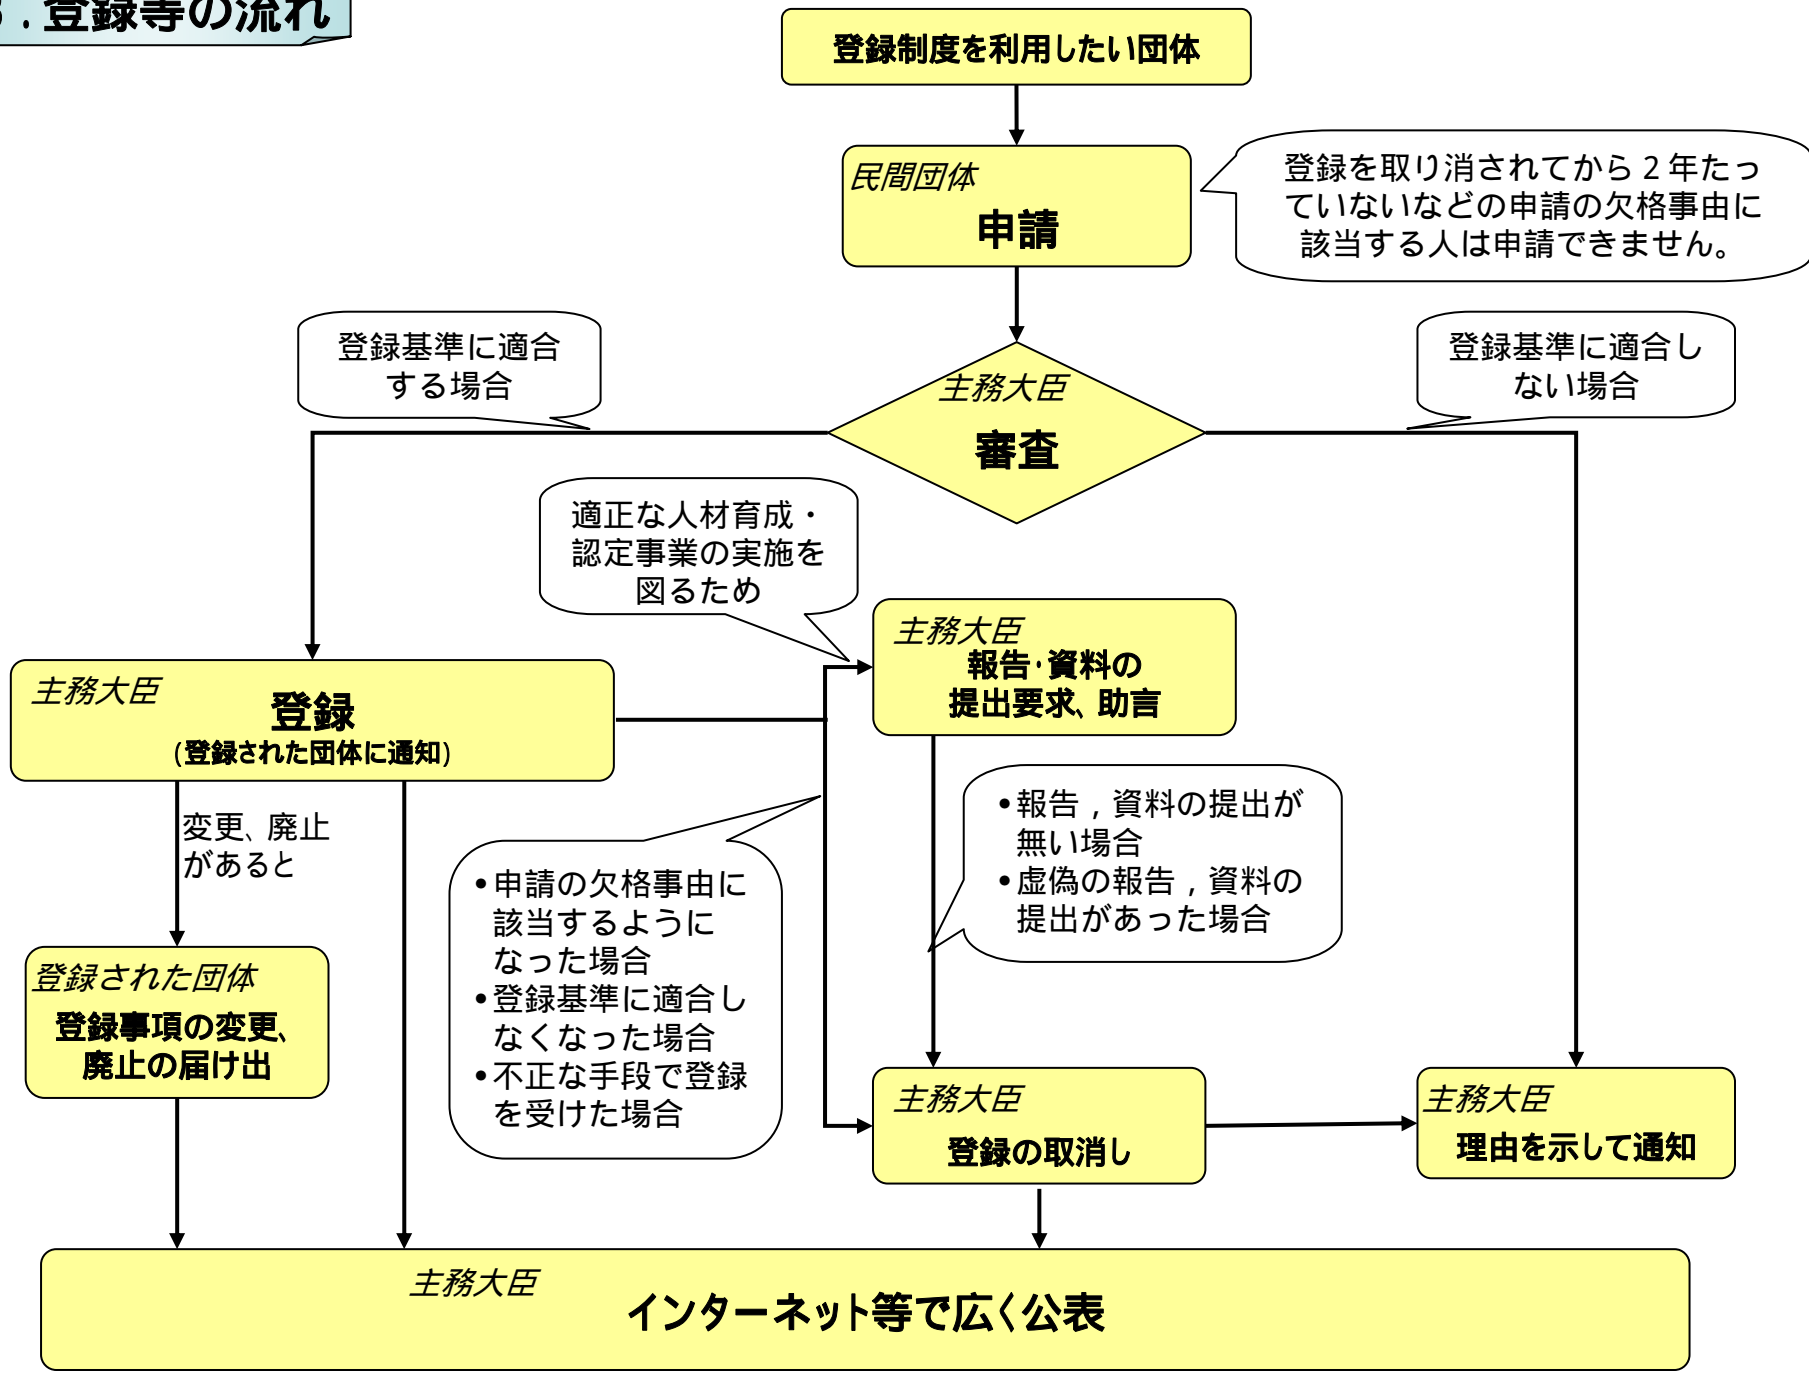 ．登録等の流れ
登録制度を利用したい団体
民間団体
申請
登録を取り消されてから２年たっ
ていないなどの申請の欠格事由に
該当する人は申請できません。
登録基準に適合
する場合
主務大臣
審査
登録基準に適合し
ない場合
適正な人材育成・
認定事業の実施を
図るため
主務大臣
報告・資料の
提出要求、助言
主務大臣
登録
(登録された団体に通知)
変更、廃止
があると
•報告，資料の提出が
無い場合
•虚偽の報告，資料の
提出があった場合
•申請の欠格事由に
該当するように
なった場合
•登録基準に適合し
なくなった場合
•不正な手段で登録
を受けた場合
登録された団体
登録事項の変更、
廃止の届け出
主務大臣
登録の取消し
主務大臣
理由を示して通知
主務大臣
インターネット等で広く公表